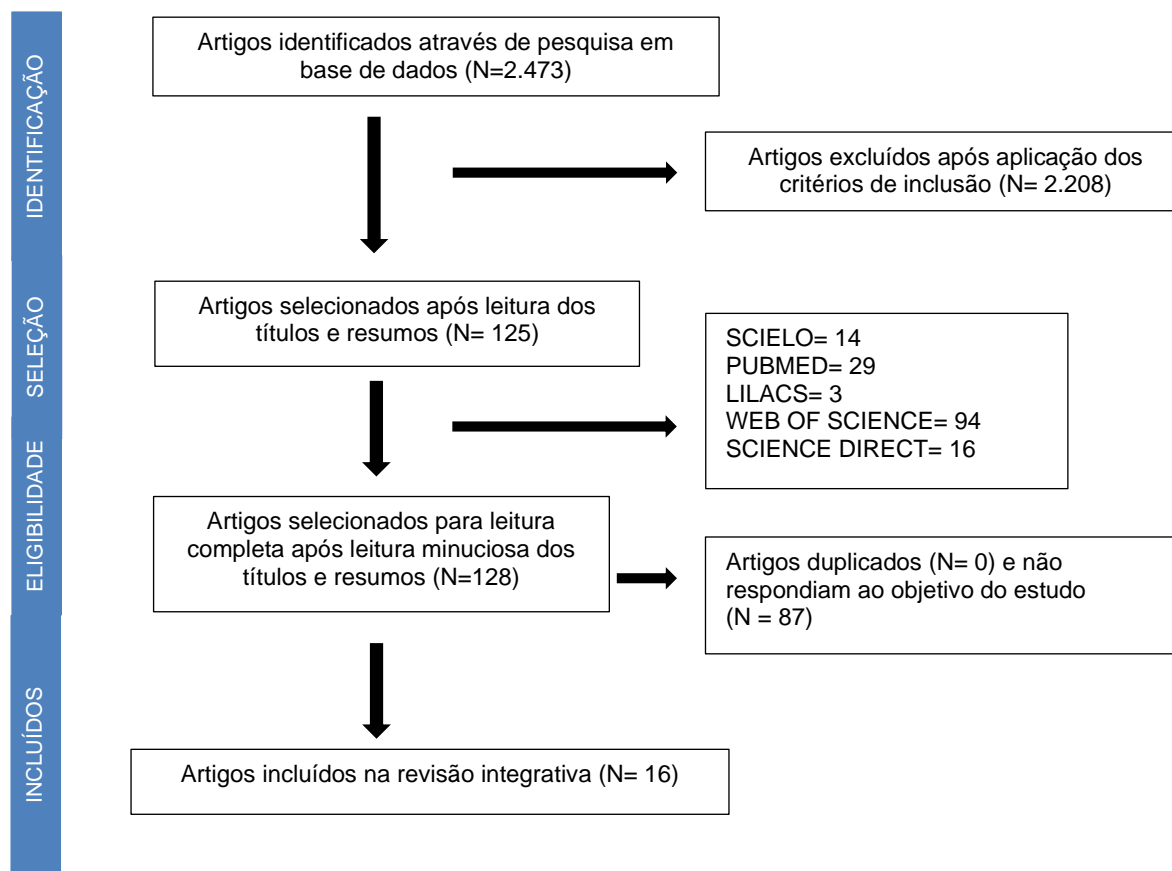 IDENTIFICAÇÃO
Artigos identificados através de pesquisa em
base de dados (N=2.473)
Artigos excluídos após aplicação dos
critérios de inclusão (N= 2.208)
SELEÇÃO
Artigos selecionados após leitura dos
títulos e resumos (N= 125)
SCIELO= 14
PUBMED= 29
LILACS= 3
WEB OF SCIENCE= 94
SCIENCE DIRECT= 16
ELIGIBILIDADE
Artigos selecionados para leitura
completa após leitura minuciosa dos
títulos e resumos (N=128)
Artigos duplicados (N= 0) e não
respondiam ao objetivo do estudo
(N = 87)
INCLUÍDOS
Artigos incluídos na revisão integrativa (N= 16)